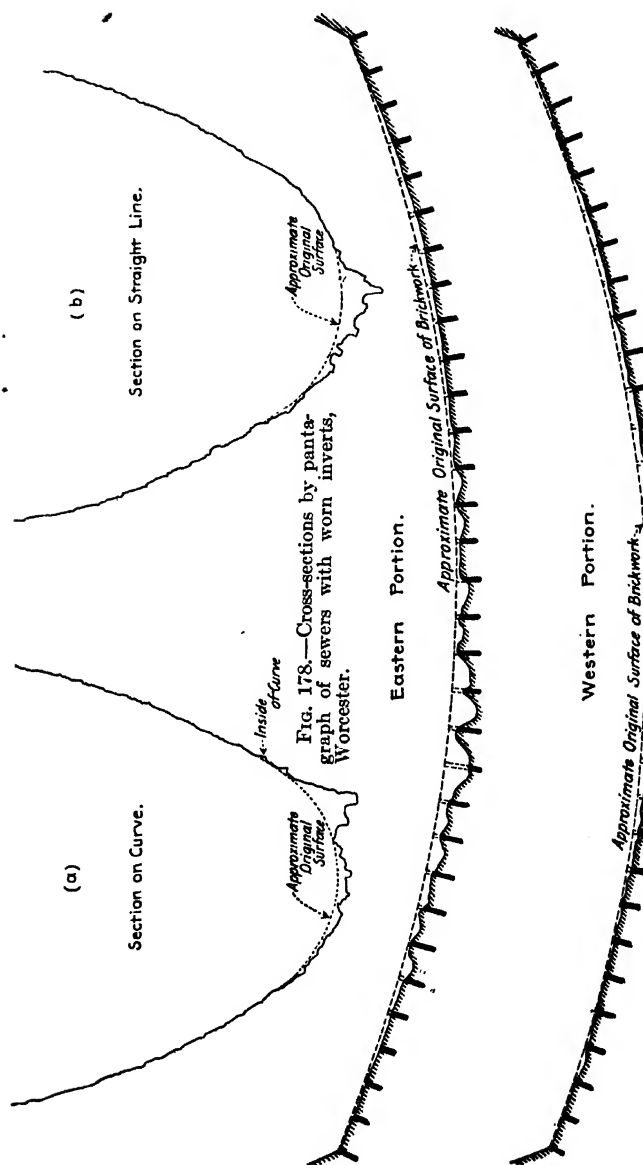 (a)
Section on Curve.
Approximate
Original
Surface
Inside
of Curve
(b)
Section on Straight Line.
Approximate
Original
Surface
FIG. 178.—Cross-sections by panta-
graph of sewers with worn inverts,
Worcester.
Approximate Original Surface of Brickwork
Eastern Portion.
Approximate Original Surface of Brickwork
Western Portion.